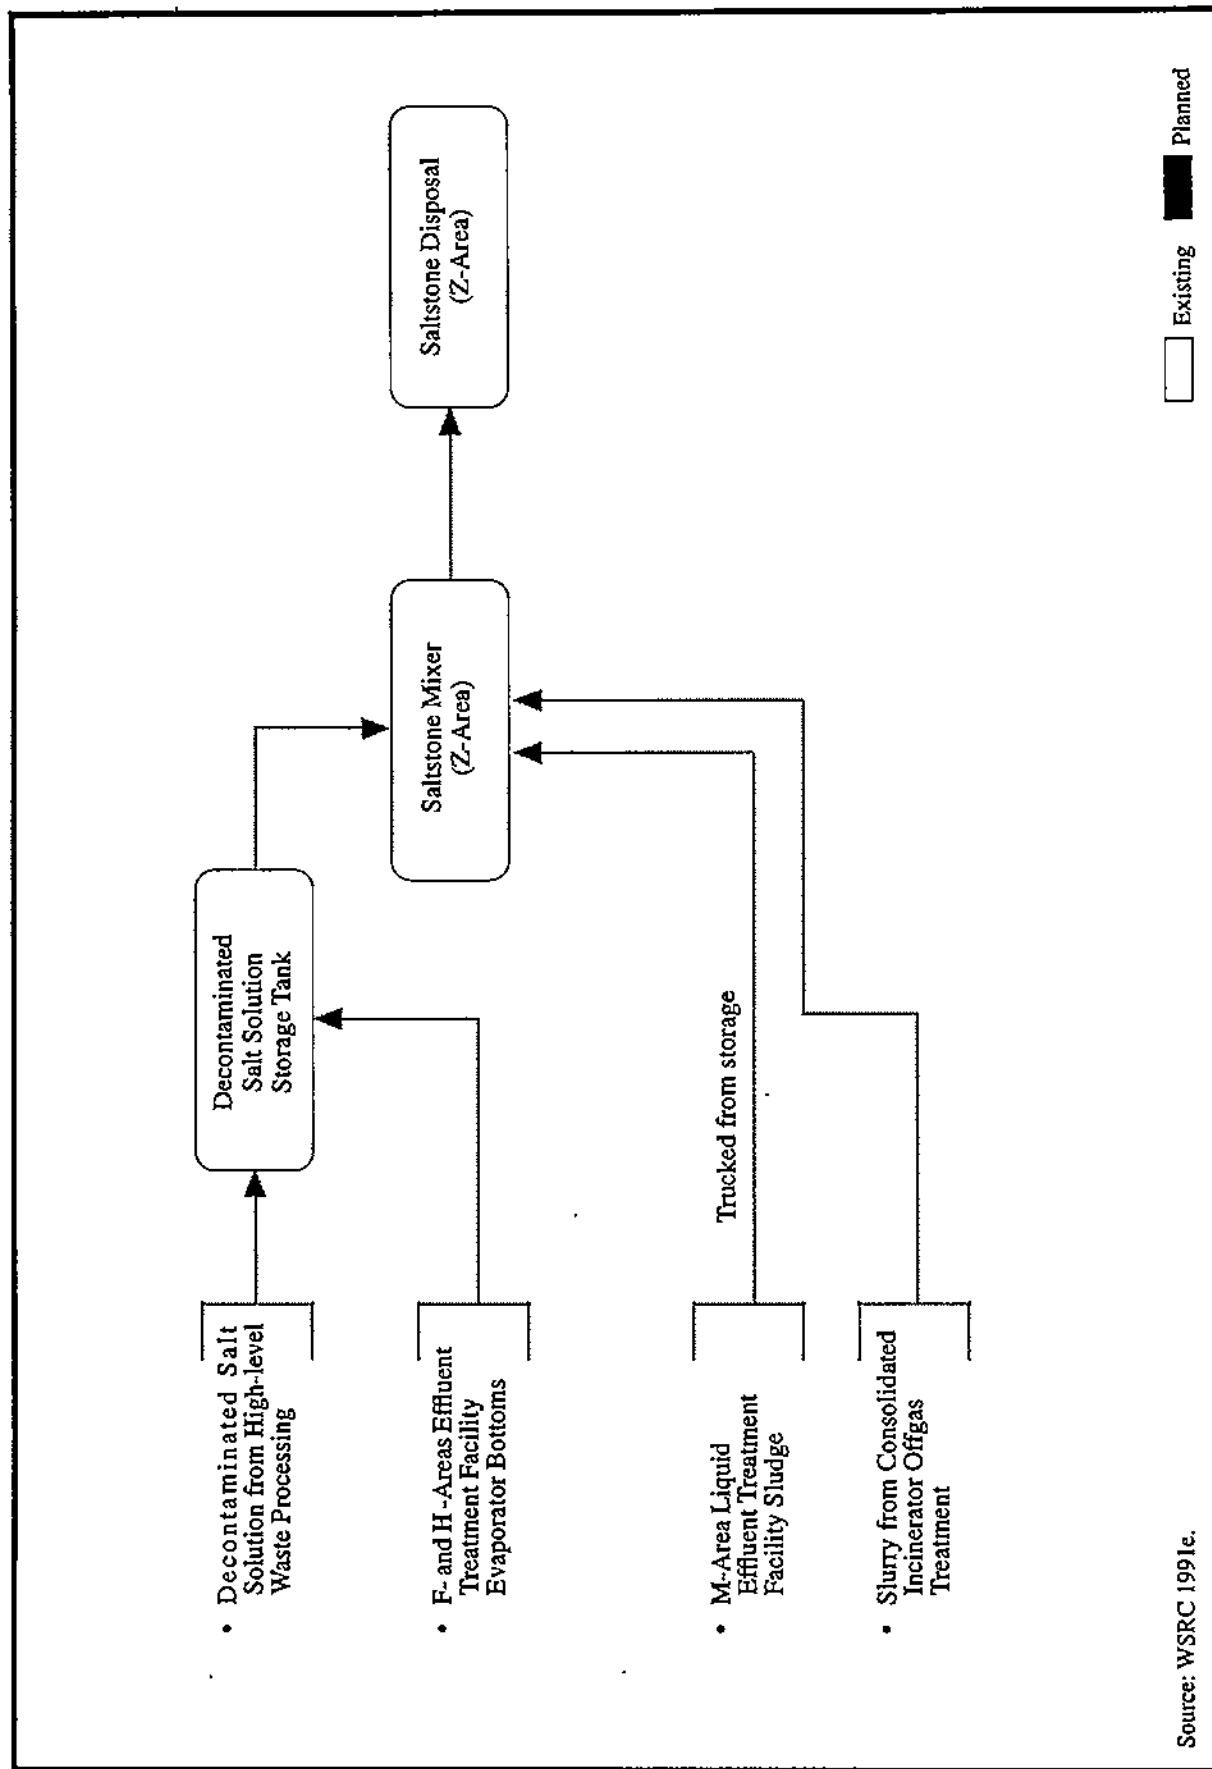 • Decontaminated Salt
Solution from High-level
Waste Processing
• F- and H-Areas Effluent
Treatment Facility
Evaporator Bottoms
• M-Area Liquid
Effluent Treatment
Facility Sludge
• Slurry from Consolidated
Incinerator Offgas
Treatment
Trucked from storage
Decontaminated
Salt Solution
Storage Tank
Saltstone Mixer
(Z-Area)
Saltstone Disposal
(Z-Area)
Existing
Planned
Source: WSRC 1991e.